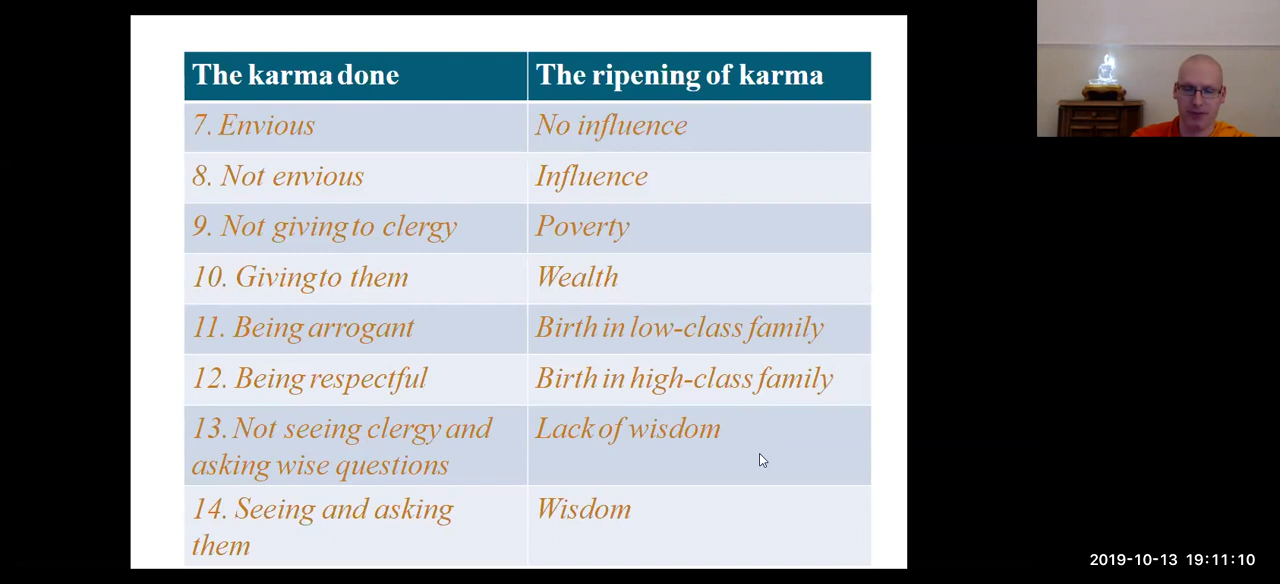 The karma done The ripening of karma
7. Envious No influence
8. Not envious Influence
9. Not giving to clergy Poverty
10. Giving to them Wealth
11. Being arrogant Birth in low-class family
12. Being respectful Birth in high-class family
13. Not seeing clergy and Lack of wisdom
asking wise questions
14. Seeing and asking Wisdom
them
2019-10-13 19:11:10